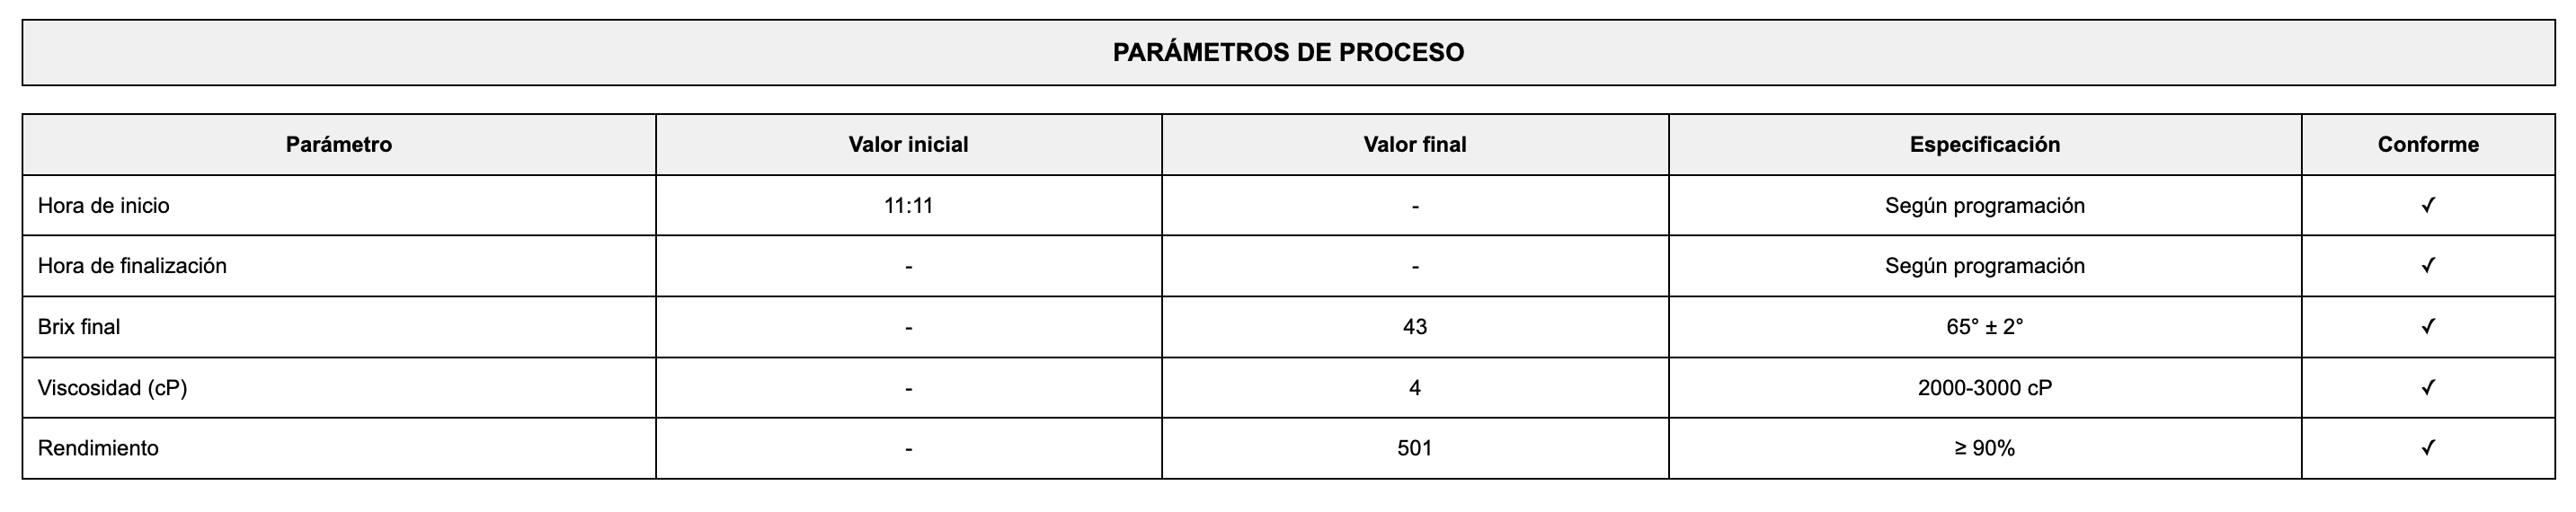 PARÁMETROS DE PROCESO
Parámetro Valor inicial Valor final Especificación Conforme
Hora de inicio 11:11 - Según programación ✓
Hora de finalización - - Según programación ✓
Brix final - 43 65° ± 2° ✓
Viscosidad (cP) - 4 2000-3000 cP ✓
Rendimiento - 501 ≥ 90% ✓